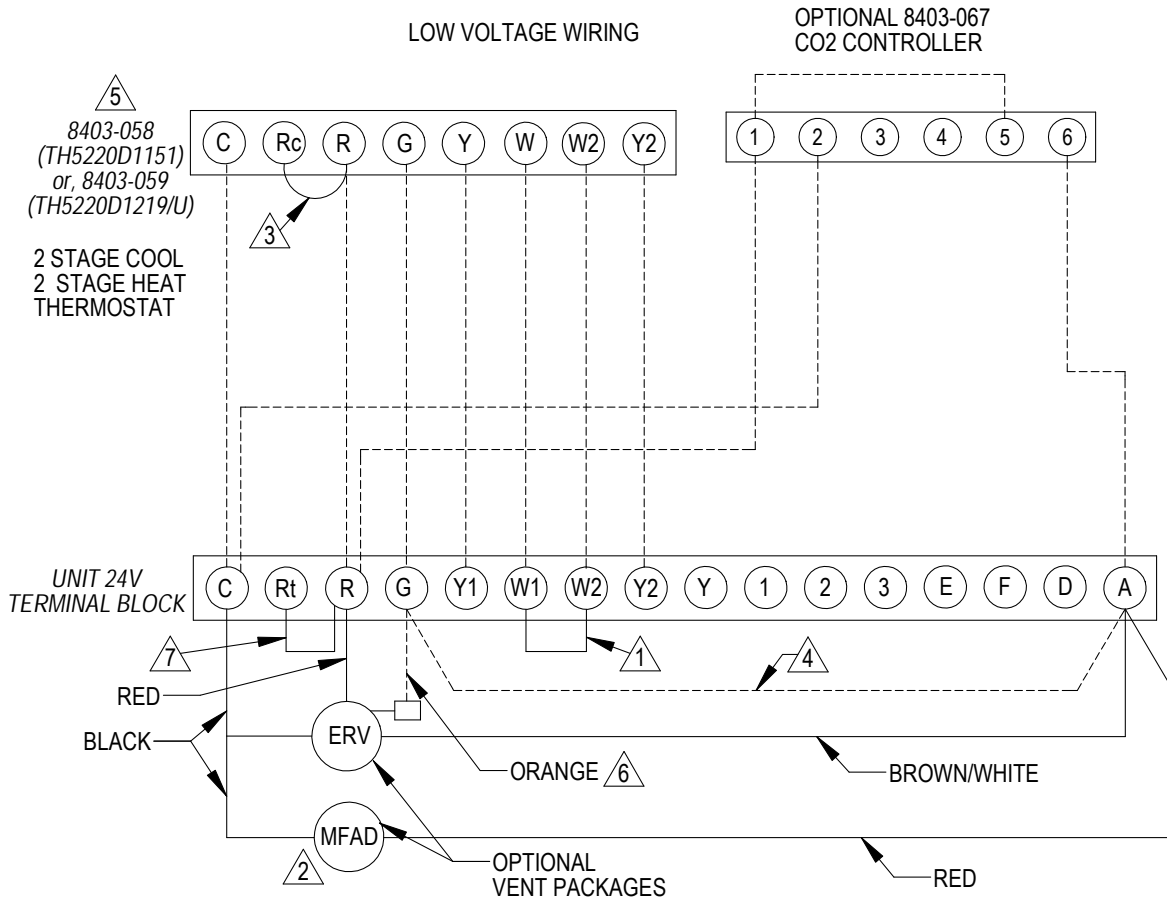 LOW VOLTAGE WIRING
OPTIONAL 8403-067
CO2 CONTROLLER
5
8403-058
(TH5220D1151)
or, 8403-059
(TH5220D1219/U)
2 STAGE COOL
2 STAGE HEAT
THERMOSTAT
C Rc R G Y W W2 Y2
1 2 3 4 5 6
3
UNIT 24V
TERMINAL BLOCK
C Rt R G Y1 W1 W2 Y2 Y 1 2 3 E F D A
7
1
4
RED
BLACK
ERV
ORANGE 6
BROWN/WHITE
MFAD
2
OPTIONAL
VENT PACKAGES
RED